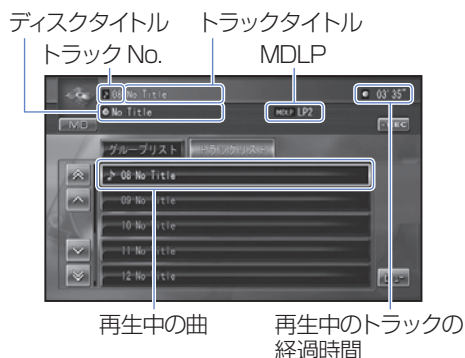 ディスクタイトル トラックタイトル
トラック No. MDLP
♪ 08 No Title 03'35"
No Title MDLP LP2
MD REC
グループリスト トラックリスト
♪ 08 No Title
09 No Title
10 No Title
11 No Title
12 No Title
再生中の曲 再生中のトラックの
経過時間